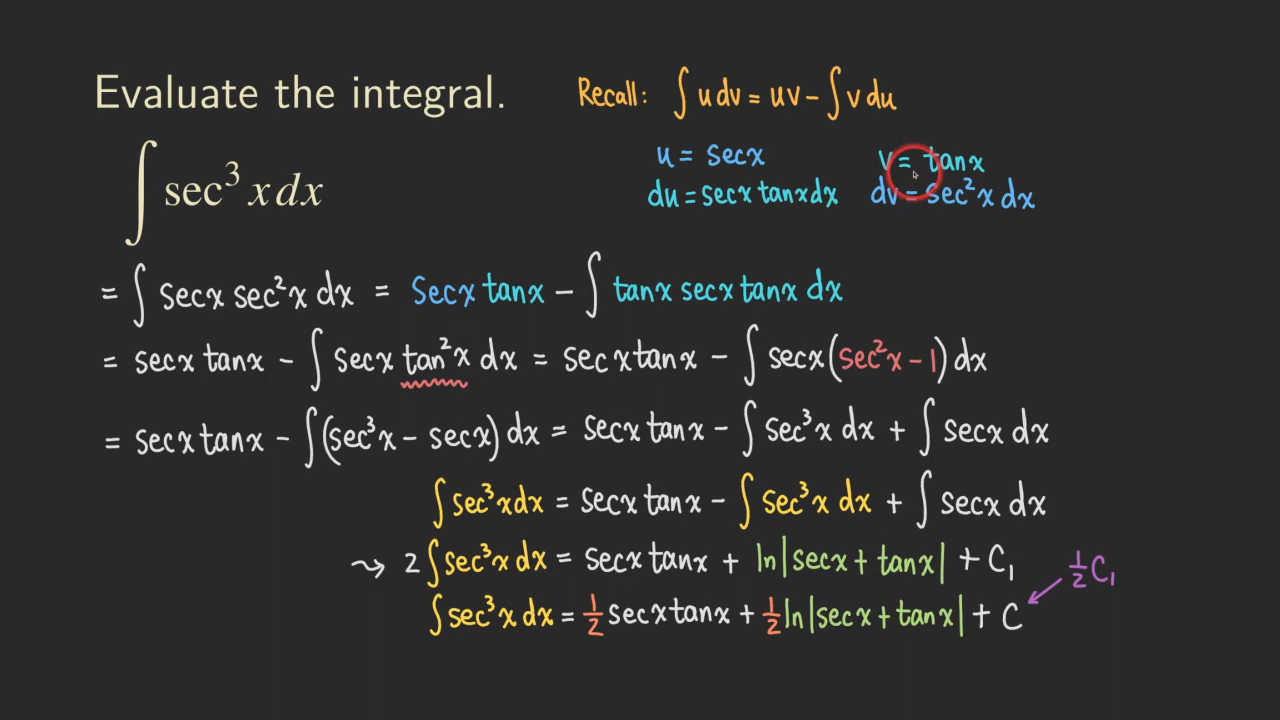 Evaluate the integral.
Recall: ∫ u dv = uv − ∫ v du
∫ sec³ x dx
u = secx
v = tanx
du = secx tanx dx
dv = sec²x dx
= ∫ secx sec²x dx = secx tanx − ∫ tanx secx tanx dx
= secx tanx − ∫ secx tan²x dx = secx tanx − ∫ secx (sec²x − 1) dx
= secx tanx − ∫(sec³x − secx) dx = secx tanx − ∫ sec³x dx + ∫ secx dx
∫ sec³x dx = secx tanx − ∫ sec³x dx + ∫ secx dx
⤳ 2 ∫ sec³x dx = secx tanx + ln|secx + tanx| + C₁
½C₁
∫ sec³x dx = ½ secx tanx + ½ ln|secx + tanx| + C